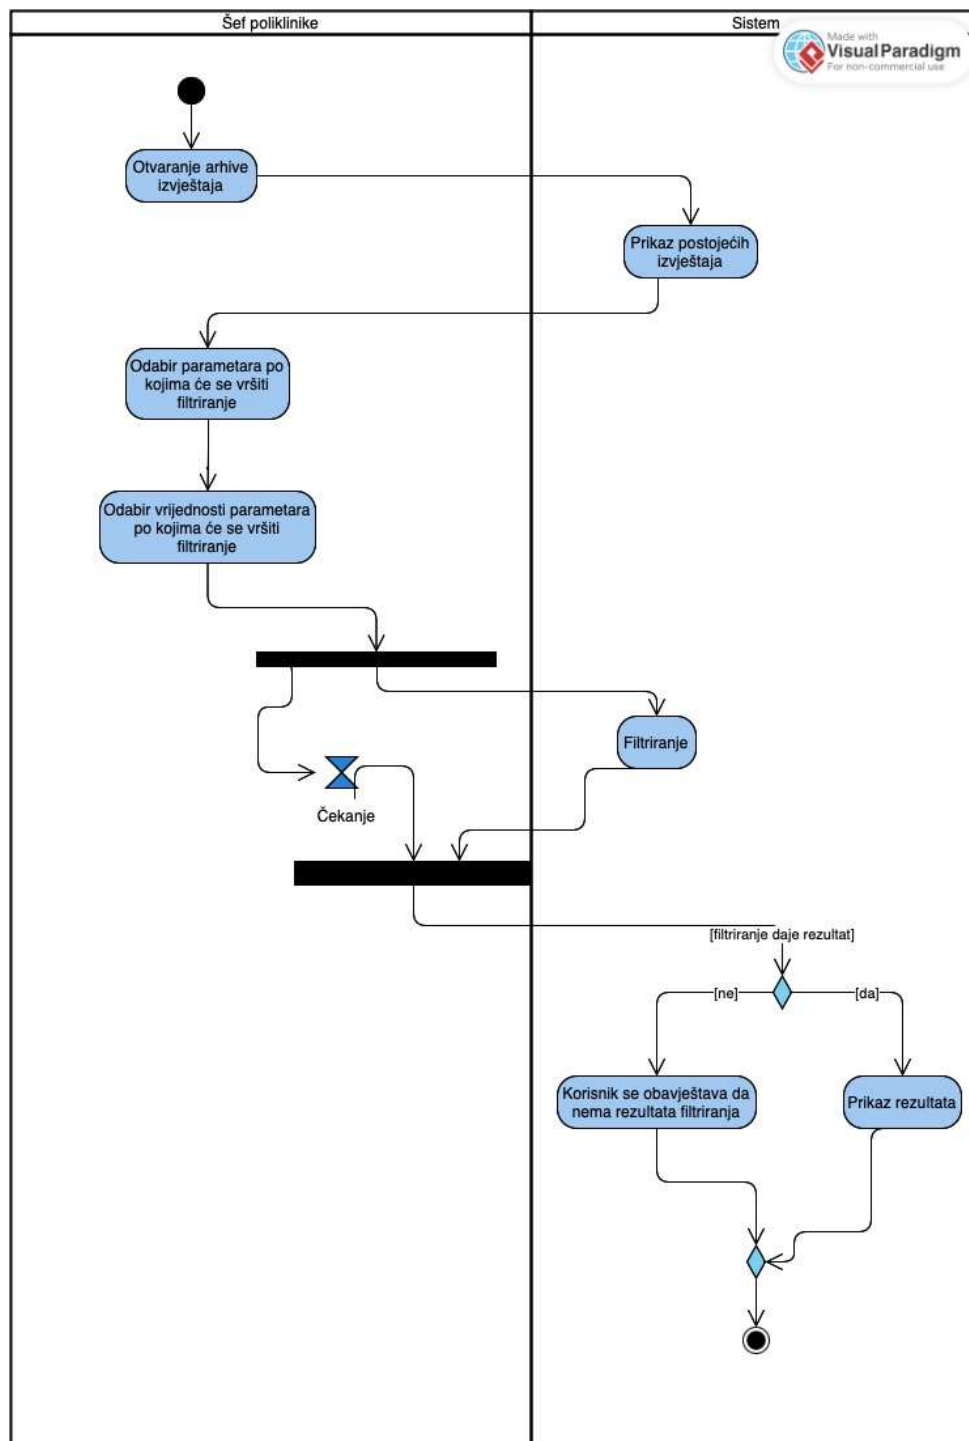 Šef poliklinike
Sistem
Made with
Visual Paradigm
For non-commercial use
Otvaranje arhive
izvještaja
Prikaz postojećih
izvještaja
Odabir parametara po
kojima će se vršiti
filtriranje
Odabir vrijednosti parametara
po kojima će se vršiti
filtriranje
Filtriranje
Čekanje
[filtriranje daje rezultat]
[ne]
[da]
Korisnik se obavještava da
nema rezultata filtriranja
Prikaz rezultata